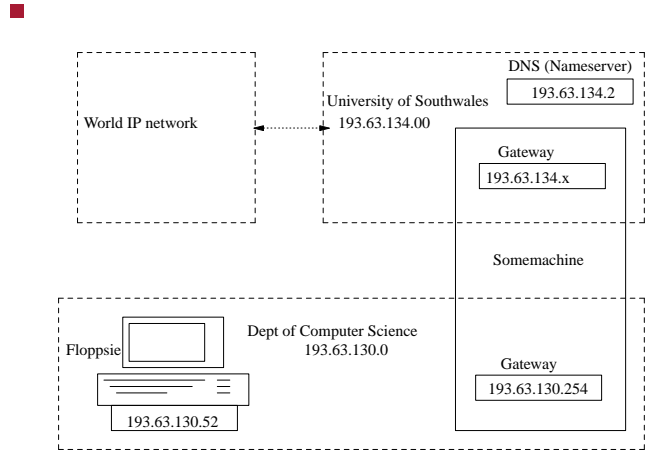 DNS (Nameserver)
193.63.134.2
University of Southwales
193.63.134.00
World IP network
Gateway
193.63.134.x
Somemachine
Dept of Computer Science
193.63.130.0
Floppsie
Gateway
193.63.130.254
193.63.130.52